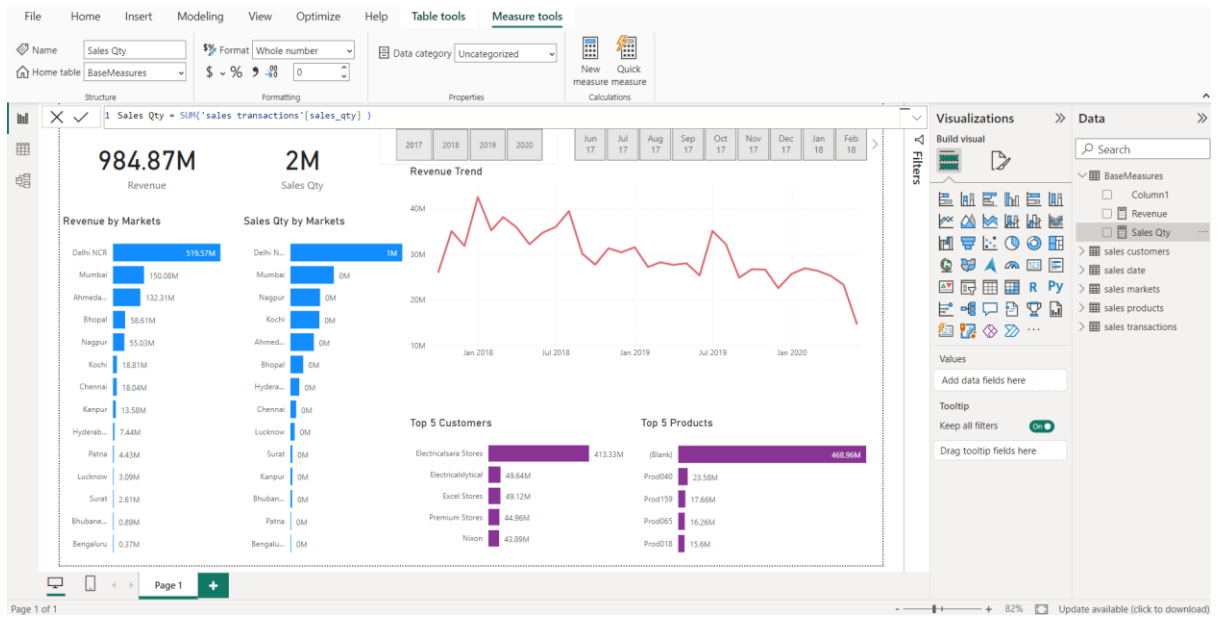 File Home Insert Modeling View Optimize Help Table tools Measure tools
Name Sales Qty
Home table BaseMeasures
Structure
$% Format Whole number
$ % 9 .00 0
Formatting
Data category Uncategorized
Properties
New measure
Quick measure
Calculations
1 Sales Qty = SUM('sales transactions'[sales_qty] )
984.87M
Revenue
2M
Sales Qty
2017 2018 2019 2020
Jun 17 Jul 17 Aug 17 Sep 17 Oct 17 Nov 17 Dec 17 Jan 18 Feb 18
Revenue by Markets
Delhi NCR 519.57M
Mumbai 150.08M
Ahmeda... 132.31M
Bhopal 58.61M
Nagpur 55.03M
Kochi 18.81M
Chennai 18.04M
Kanpur 13.58M
Hyderab... 7.44M
Patna 4.43M
Lucknow 3.09M
Surat 2.61M
Bhubane... 0.89M
Bengaluru 0.37M
Sales Qty by Markets
Delhi N... 1M
Mumbai 0M
Nagpur 0M
Kochi 0M
Ahmed... 0M
Bhopal 0M
Hydera... 0M
Chennai 0M
Lucknow 0M
Surat 0M
Kanpur 0M
Bhuban... 0M
Patna 0M
Bengalu... 0M
Revenue Trend
40M
30M
20M
10M
Jan 2018 Jul 2018 Jan 2019 Jul 2019 Jan 2020
Top 5 Customers
Electricalsara Stores 413.33M
Electricalslytical 49.64M
Excel Stores 49.12M
Premium Stores 44.96M
Nixon 43.89M
Top 5 Products
(Blank) 468.96M
Prod040 23.58M
Prod159 17.66M
Prod065 16.26M
Prod018 15.6M
Filters
Visualizations
Build visual
R Py
123
...
Values
Add data fields here
Tooltip
Keep all filters On
Drag tooltip fields here
Data
Search
BaseMeasures
Column1
Revenue
Sales Qty ...
sales customers
sales date
sales markets
sales products
sales transactions
Page 1
+
Page 1 of 1
- + 82% Update available (click to download)